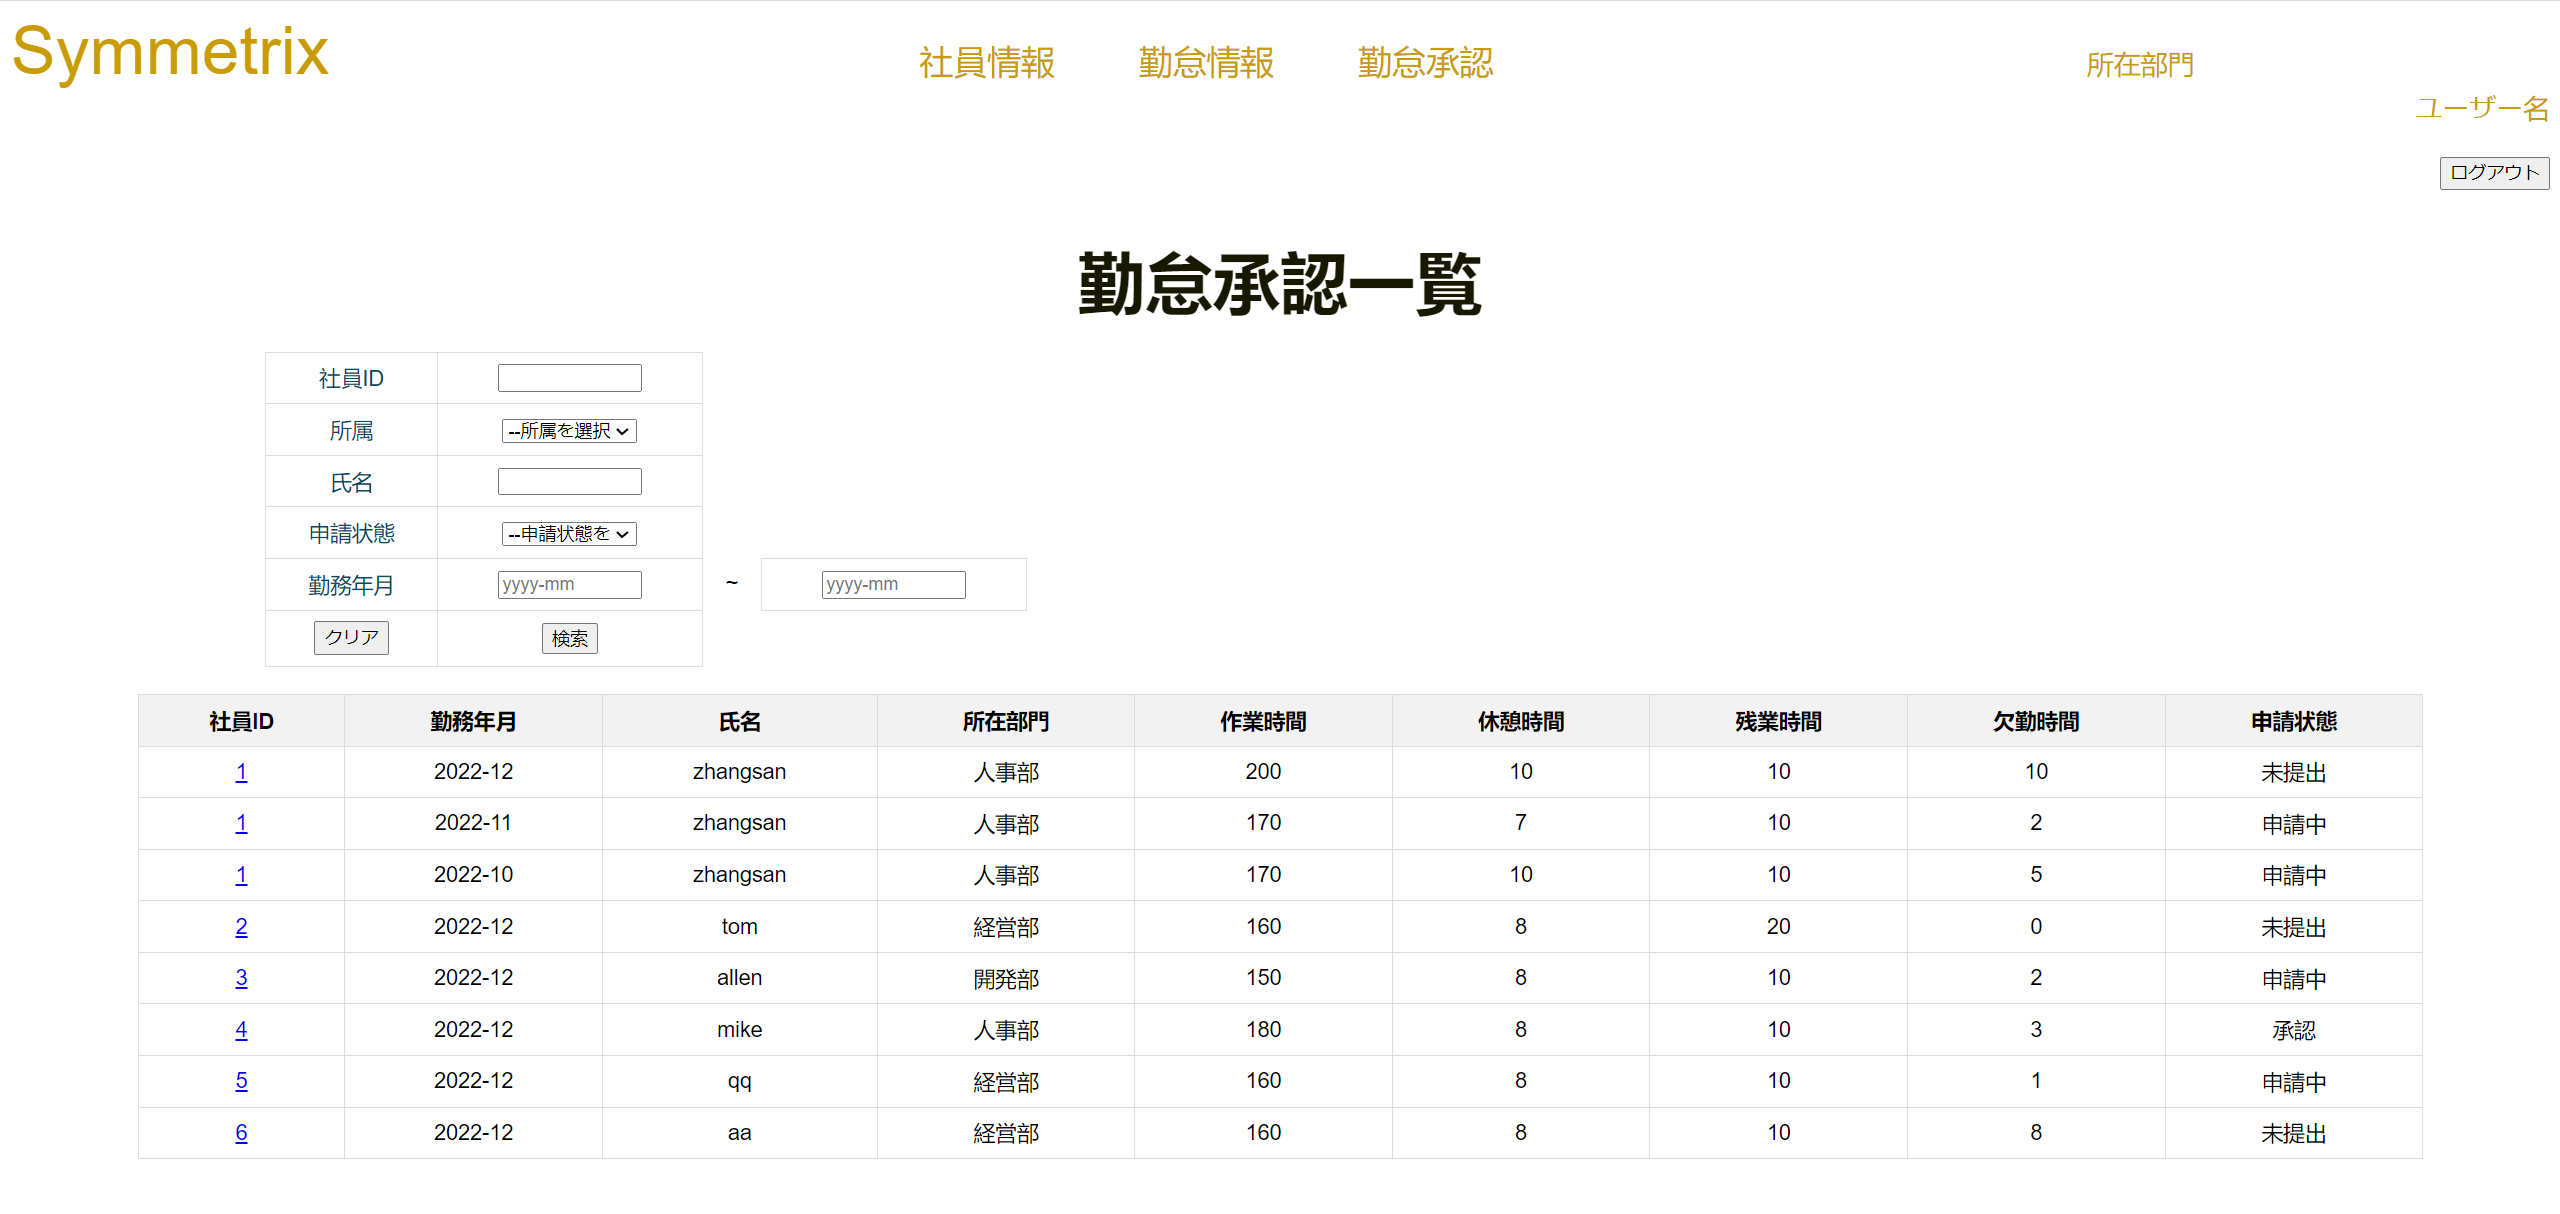 Symmetrix
社員情報 勤怠情報 勤怠承認 所在部門
ユーザー名
ログアウト
勤怠承認一覧
社員ID
所属 --所属を選択
氏名
申請状態 --申請状態を
勤務年月 yyyy-mm ~ yyyy-mm
クリア 検索
社員ID 勤務年月 氏名 所在部門 作業時間 休憩時間 残業時間 欠勤時間 申請状態
1 2022-12 zhangsan 人事部 200 10 10 10 未提出
1 2022-11 zhangsan 人事部 170 7 10 2 申請中
1 2022-10 zhangsan 人事部 170 10 10 5 申請中
2 2022-12 tom 経営部 160 8 20 0 未提出
3 2022-12 allen 開発部 150 8 10 2 申請中
4 2022-12 mike 人事部 180 8 10 3 承認
5 2022-12 qq 経営部 160 8 10 1 申請中
6 2022-12 aa 経営部 160 8 10 8 未提出